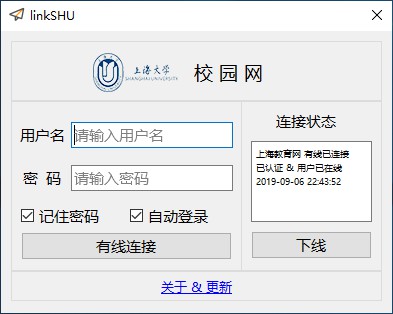 linkSHU
上海大学
SHANGHAI UNIVERSITY
校园网
用户名
请输入用户名
密 码
请输入密码
记住密码
自动登录
有线连接
连接状态
上海教育网 有线已连接
已认证 & 用户已在线
2019-09-06 22:43:52
下线
关于 & 更新